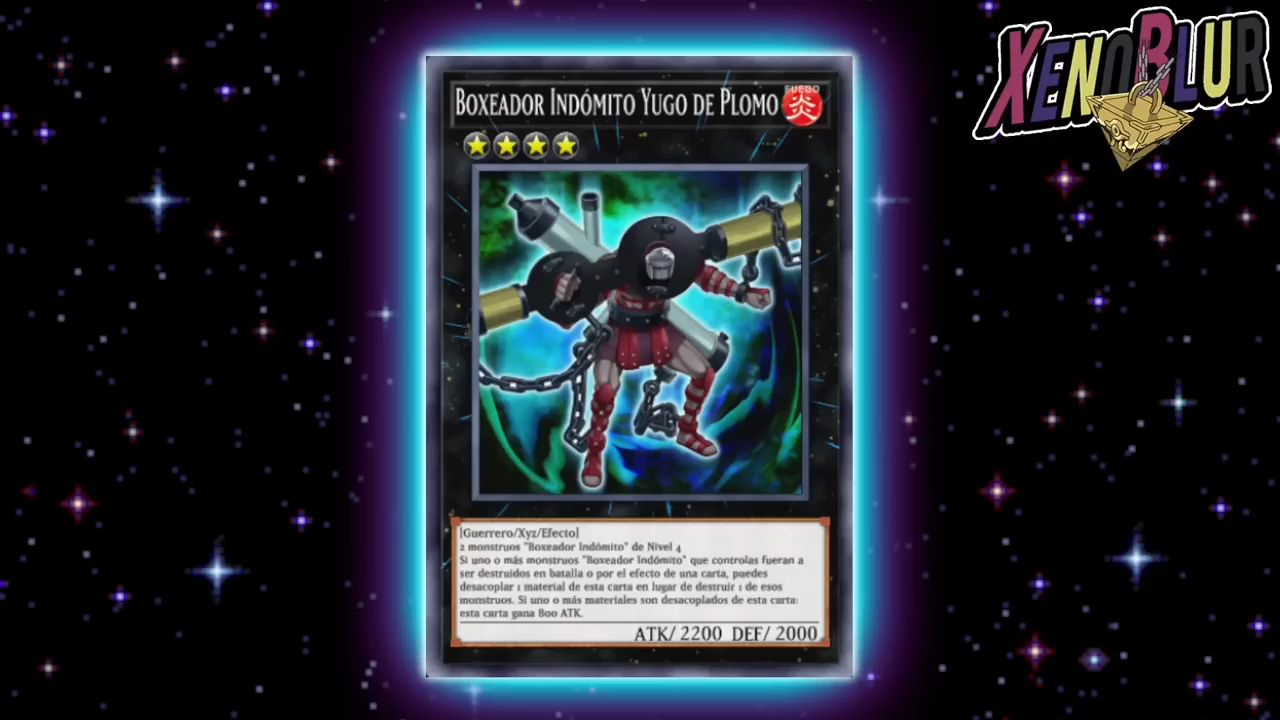 XENOBLUR
BOXEADOR INDÓMITO YUGO DE PLOMO
FUEGO
炎
[Guerrero/Xyz/Efecto]
2 monstruos "Boxeador Indómito" de Nivel 4
Si uno o más monstruos "Boxeador Indómito" que controlas fueran a
ser destruidos en batalla o por el efecto de una carta, puedes
desacoplar 1 material de esta carta en lugar de destruir 1 de esos
monstruos. Si uno o más materiales son desacoplados de esta carta:
esta carta gana 800 ATK.
ATK/ 2200 DEF/ 2000